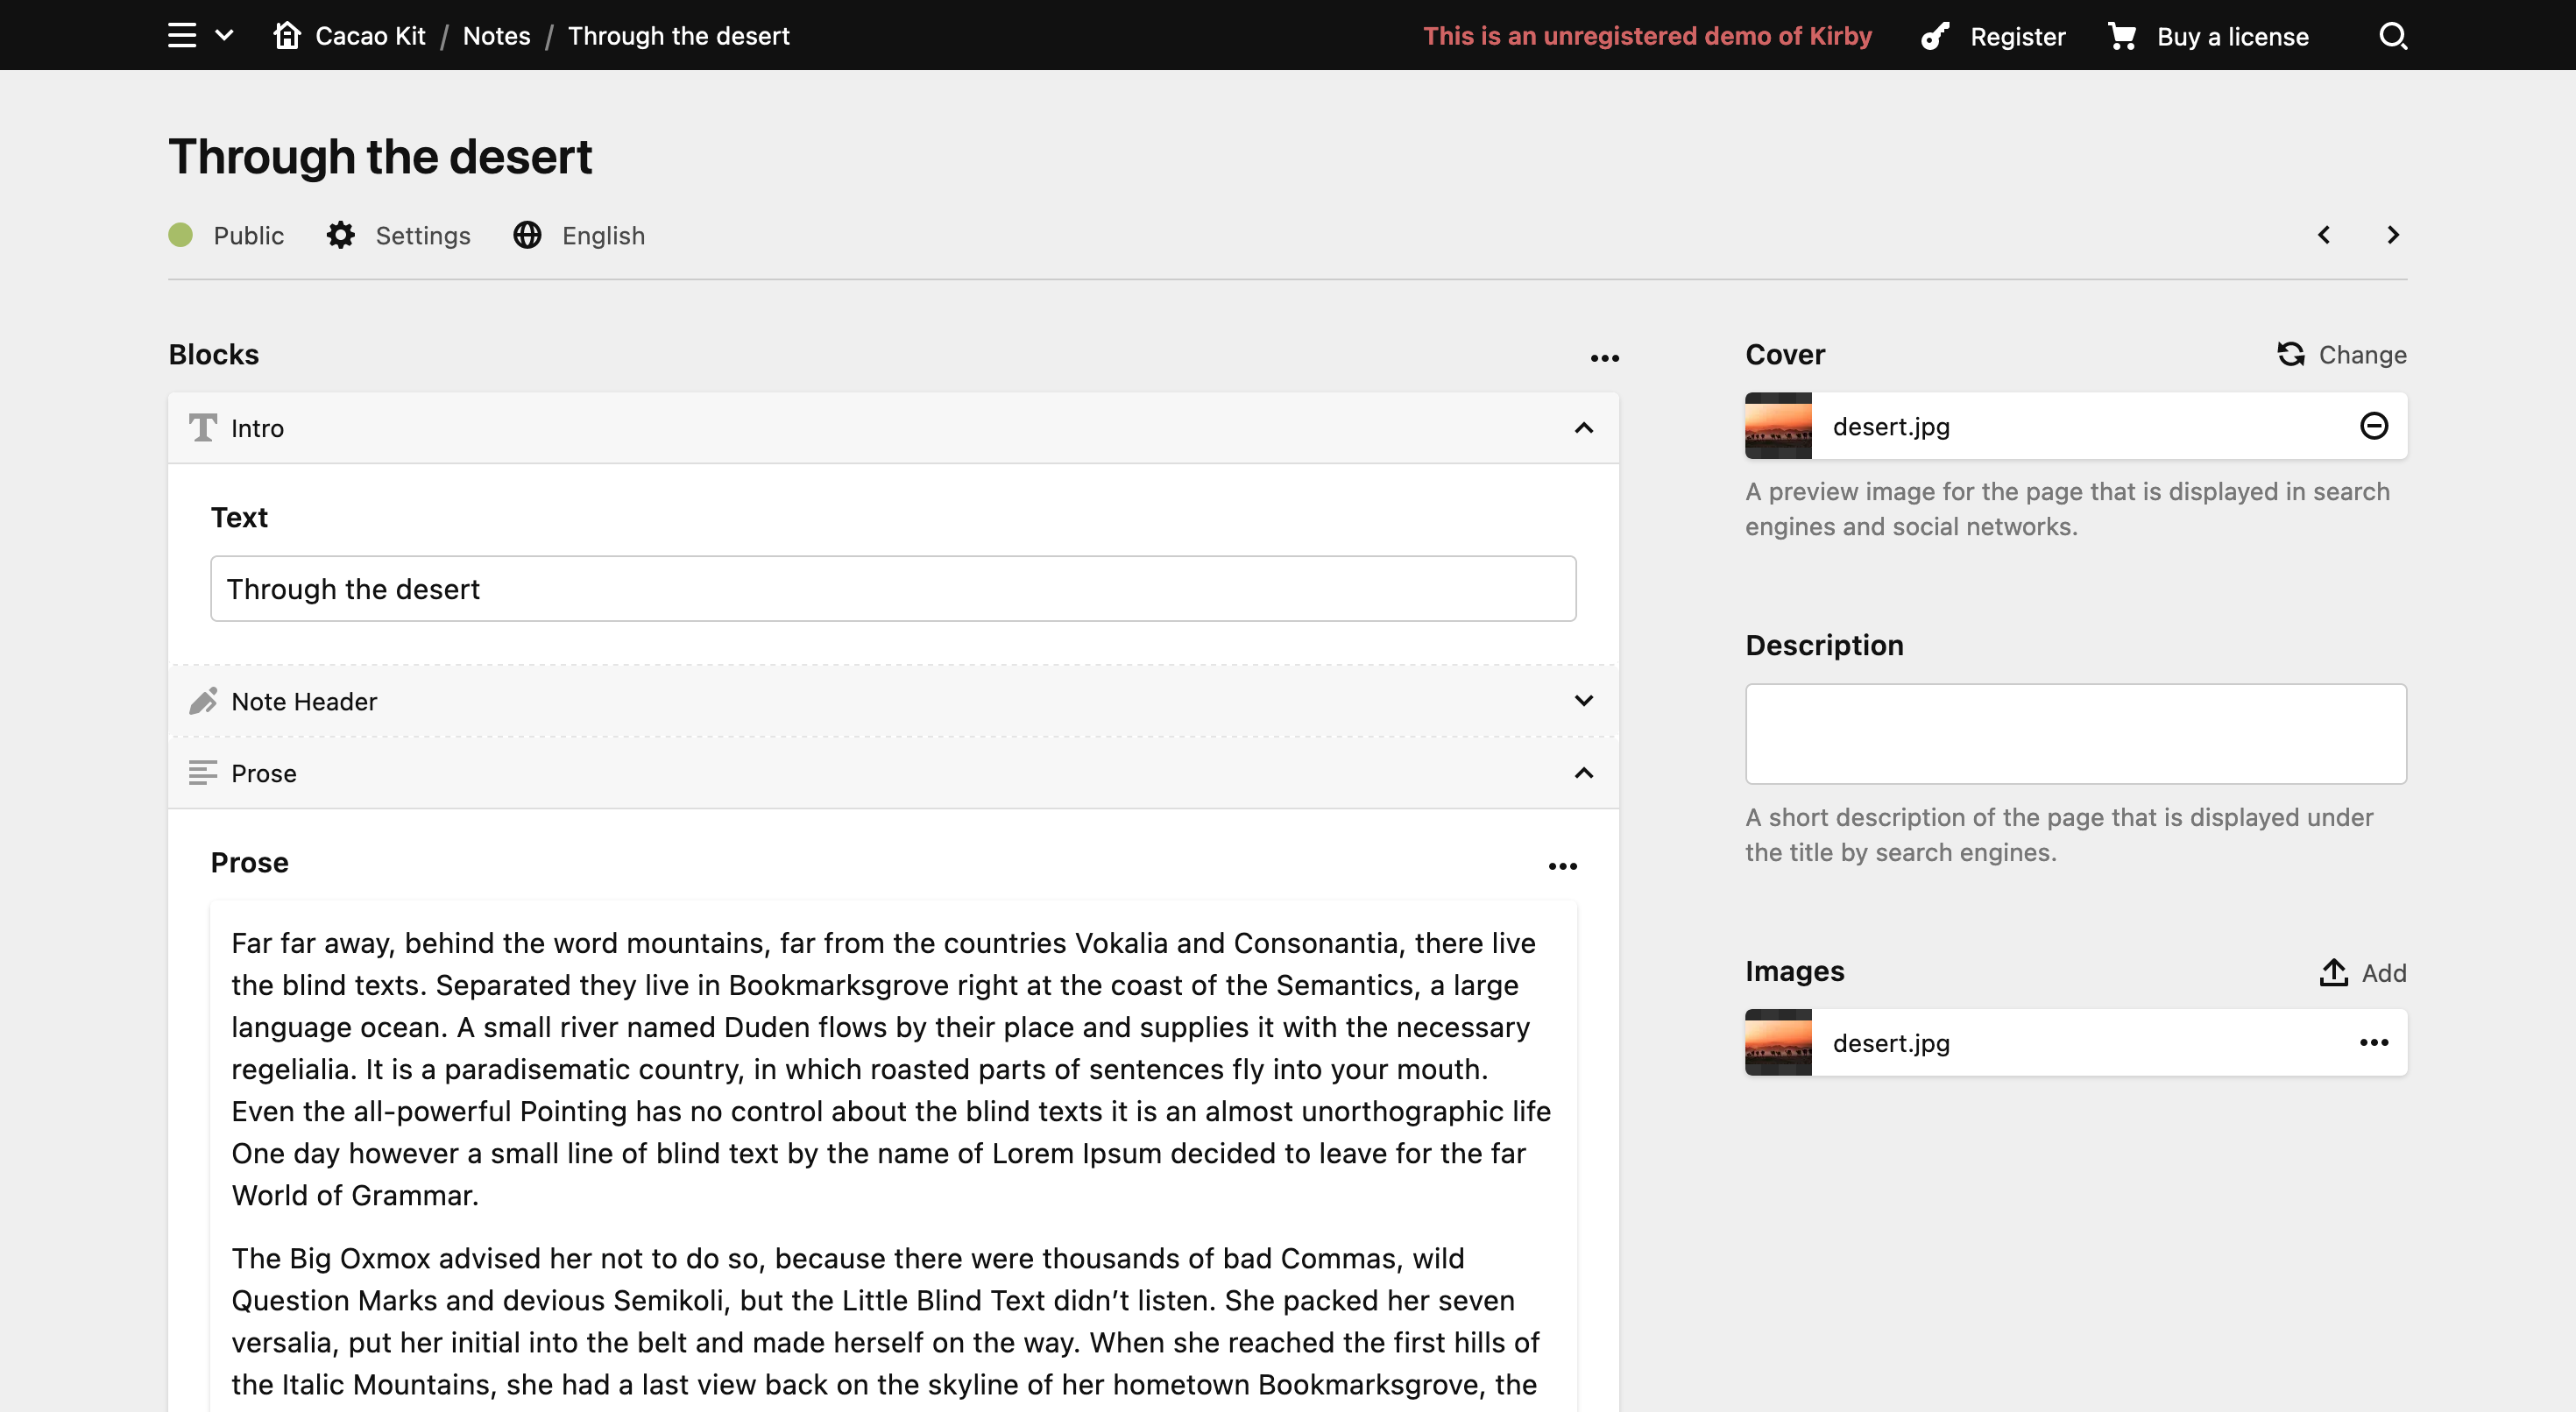 Cacao Kit / Notes / Through the desert
This is an unregistered demo of Kirby
Register
Buy a license
Through the desert
Public
Settings
English
Blocks
Intro
Text
Through the desert
Note Header
Prose
Prose
Far far away, behind the word mountains, far from the countries Vokalia and Consonantia, there live
the blind texts. Separated they live in Bookmarksgrove right at the coast of the Semantics, a large
language ocean. A small river named Duden flows by their place and supplies it with the necessary
regelialia. It is a paradisematic country, in which roasted parts of sentences fly into your mouth.
Even the all-powerful Pointing has no control about the blind texts it is an almost unorthographic life
One day however a small line of blind text by the name of Lorem Ipsum decided to leave for the far
World of Grammar.
The Big Oxmox advised her not to do so, because there were thousands of bad Commas, wild
Question Marks and devious Semikoli, but the Little Blind Text didn’t listen. She packed her seven
versalia, put her initial into the belt and made herself on the way. When she reached the first hills of
the Italic Mountains, she had a last view back on the skyline of her hometown Bookmarksgrove, the
Cover
Change
desert.jpg
A preview image for the page that is displayed in search
engines and social networks.
Description
A short description of the page that is displayed under
the title by search engines.
Images
Add
desert.jpg